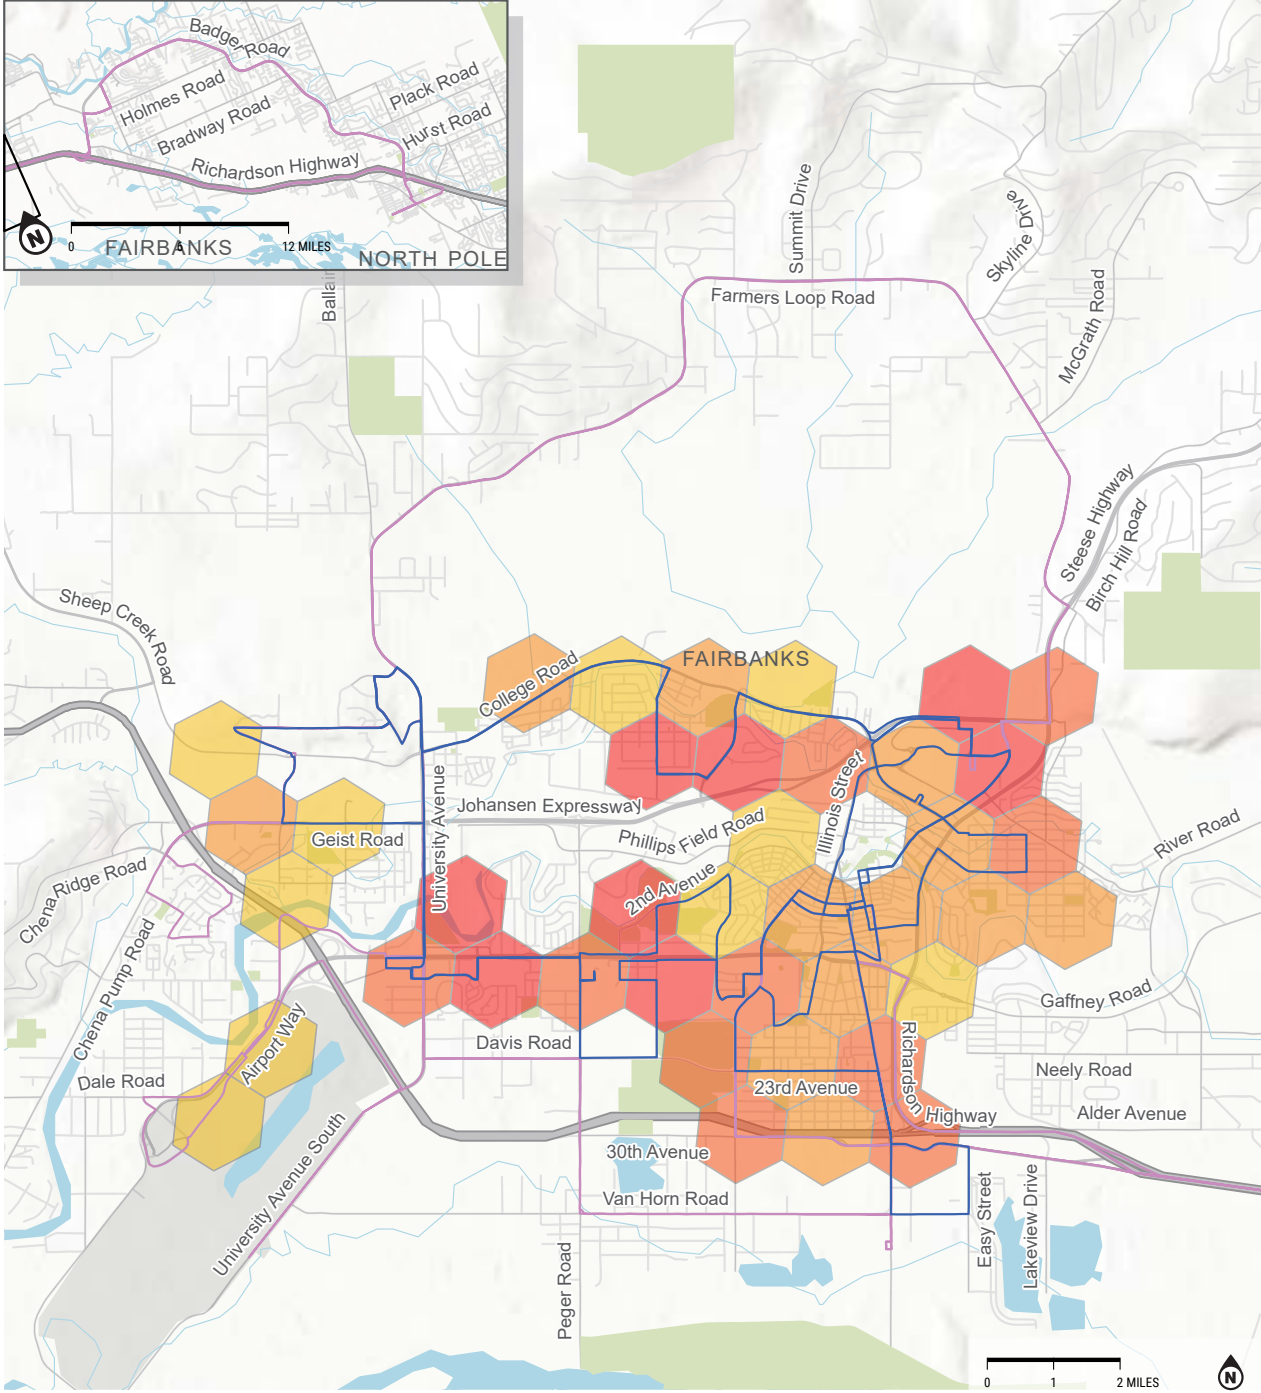 Badger Road
Holmes Road
Plack Road
Bradway Road
Hurst Road
Richardson Highway
N
0 6 12 MILES
FAIRBANKS
NORTH POLE
Summit Drive
Skyline Drive
Farmers Loop Road
McGrath Road
Steese Highway
Birch Hill Road
Sheep Creek Road
FAIRBANKS
College Road
University Avenue
Johansen Expressway
Illinois Street
Geist Road
Phillips Field Road
River Road
Chena Ridge Road
2nd Avenue
Chena Pump Road
Gaffney Road
Airport Way
Davis Road
Richardson Highway
Dale Road
Neely Road
23rd Avenue
Alder Avenue
30th Avenue
University Avenue South
Van Horn Road
Easy Street
Lakeview Drive
Peger Road
0 1 2 MILES
N